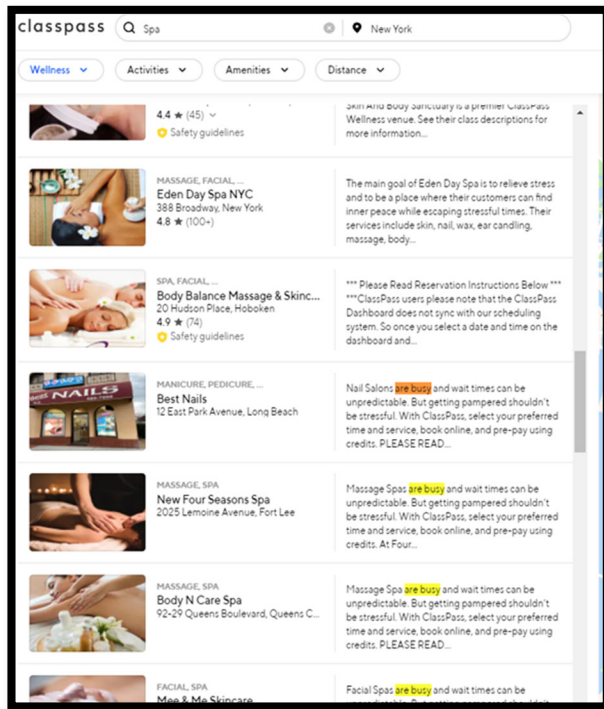 classpass
Spa
New York
Wellness
Activities
Amenities
Distance
4.4 ★ (45)
Safety guidelines
Skin And Body Sanctuary is a premier ClassPass
Wellness venue. See their class descriptions for
more information...
MASSAGE, FACIAL, ...
Eden Day Spa NYC
388 Broadway, New York
4.8 ★ (100+)
The main goal of Eden Day Spa is to relieve stress
and to be a place where their customers can find
inner peace while escaping stressful times. Their
services include skin, nail, wax, ear candling,
massage, body...
SPA, FACIAL, ...
Body Balance Massage & Skinc...
20 Hudson Place, Hoboken
4.9 ★ (74)
Safety guidelines
*** Please Read Reservation Instructions Below ***
***ClassPass users please note that the ClassPass
Dashboard does not sync with our scheduling
system. So once you select a date and time on the
dashboard and...
NAILS
MANICURE, PEDICURE, ...
Best Nails
12 East Park Avenue, Long Beach
Nail Salons are busy and wait times can be
unpredictable. But getting pampered shouldn't
be stressful. With ClassPass, select your preferred
time and service, book online, and pre-pay using
credits. PLEASE READ...
MASSAGE, SPA
New Four Seasons Spa
2025 Lemoine Avenue, Fort Lee
Massage Spas are busy and wait times can be
unpredictable. But getting pampered shouldn't
be stressful. With ClassPass, select your preferred
time and service, book online, and pre-pay using
credits. At Four...
MASSAGE, SPA
Body N Care Spa
92-29 Queens Boulevard, Queens C...
Massage Spa are busy and wait times can be
unpredictable. But getting pampered shouldn't
be stressful. With ClassPass, select your preferred
time and service, book online, and pre-pay using
credits. PLEASE READ...
FACIAL, SPA
Mee & Me Skincare
Facial Spas are busy and wait times can be
unpredictable. But getting pampered shouldn't